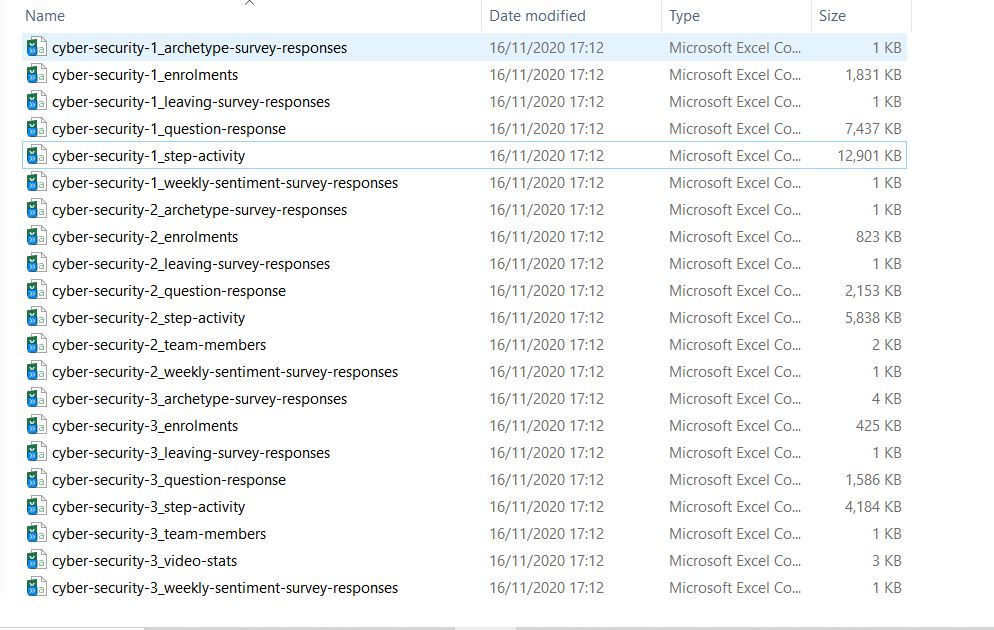 Name Date modified Type Size
cyber-security-1_archetype-survey-responses 16/11/2020 17:12 Microsoft Excel Co... 1 KB
cyber-security-1_enrolments 16/11/2020 17:12 Microsoft Excel Co... 1,831 KB
cyber-security-1_leaving-survey-responses 16/11/2020 17:12 Microsoft Excel Co... 1 KB
cyber-security-1_question-response 16/11/2020 17:12 Microsoft Excel Co... 7,437 KB
cyber-security-1_step-activity 16/11/2020 17:12 Microsoft Excel Co... 12,901 KB
cyber-security-1_weekly-sentiment-survey-responses 16/11/2020 17:12 Microsoft Excel Co... 1 KB
cyber-security-2_archetype-survey-responses 16/11/2020 17:12 Microsoft Excel Co... 1 KB
cyber-security-2_enrolments 16/11/2020 17:12 Microsoft Excel Co... 823 KB
cyber-security-2_leaving-survey-responses 16/11/2020 17:12 Microsoft Excel Co... 1 KB
cyber-security-2_question-response 16/11/2020 17:12 Microsoft Excel Co... 2,153 KB
cyber-security-2_step-activity 16/11/2020 17:12 Microsoft Excel Co... 5,838 KB
cyber-security-2_team-members 16/11/2020 17:12 Microsoft Excel Co... 2 KB
cyber-security-2_weekly-sentiment-survey-responses 16/11/2020 17:12 Microsoft Excel Co... 1 KB
cyber-security-3_archetype-survey-responses 16/11/2020 17:12 Microsoft Excel Co... 4 KB
cyber-security-3_enrolments 16/11/2020 17:12 Microsoft Excel Co... 425 KB
cyber-security-3_leaving-survey-responses 16/11/2020 17:12 Microsoft Excel Co... 1 KB
cyber-security-3_question-response 16/11/2020 17:12 Microsoft Excel Co... 1,586 KB
cyber-security-3_step-activity 16/11/2020 17:12 Microsoft Excel Co... 4,184 KB
cyber-security-3_team-members 16/11/2020 17:12 Microsoft Excel Co... 1 KB
cyber-security-3_video-stats 16/11/2020 17:12 Microsoft Excel Co... 3 KB
cyber-security-3_weekly-sentiment-survey-responses 16/11/2020 17:12 Microsoft Excel Co... 1 KB